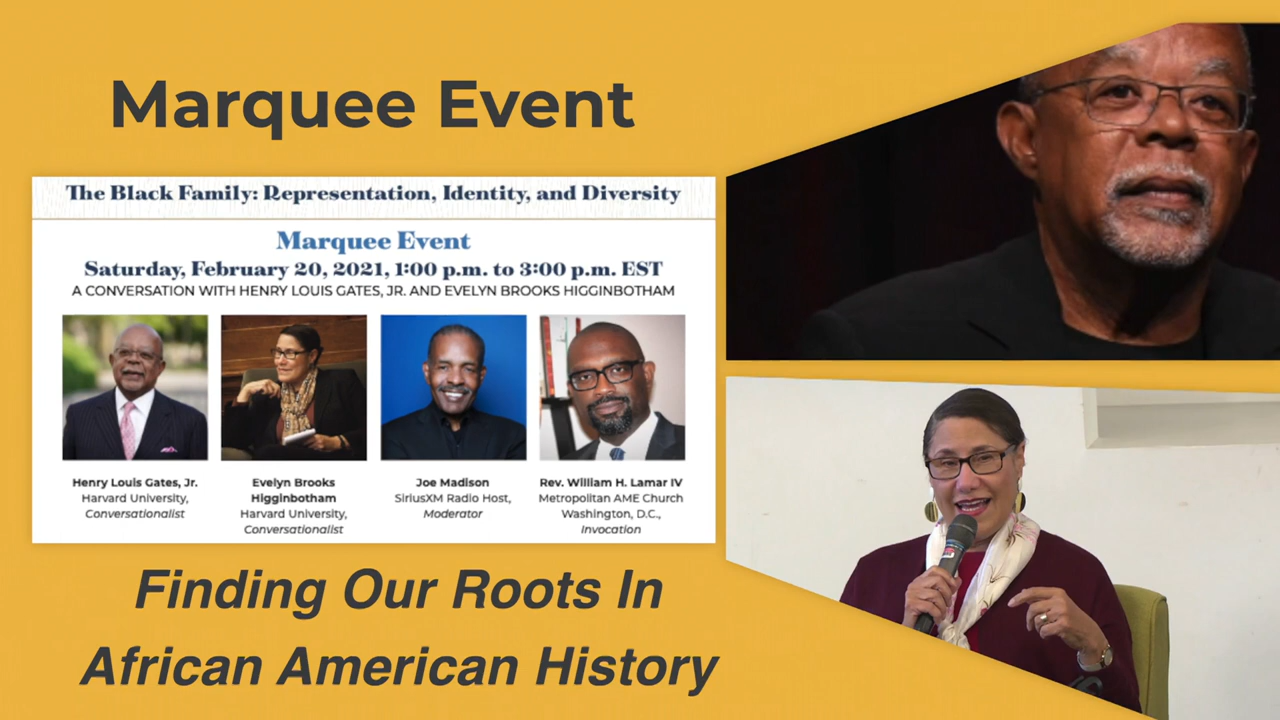 Marquee Event
The Black Family: Representation, Identity, and Diversity
Marquee Event
Saturday, February 20, 2021, 1:00 p.m. to 3:00 p.m. EST
A CONVERSATION WITH HENRY LOUIS GATES, JR. AND EVELYN BROOKS HIGGINBOTHAM
Henry Louis Gates, Jr.
Harvard University,
Conversationalist
Evelyn Brooks
Higginbotham
Harvard University,
Conversationalist
Joe Madison
SiriusXM Radio Host,
Moderator
Rev. William H. Lamar IV
Metropolitan AME Church
Washington, D.C.,
Invocation
Finding Our Roots In
African American History